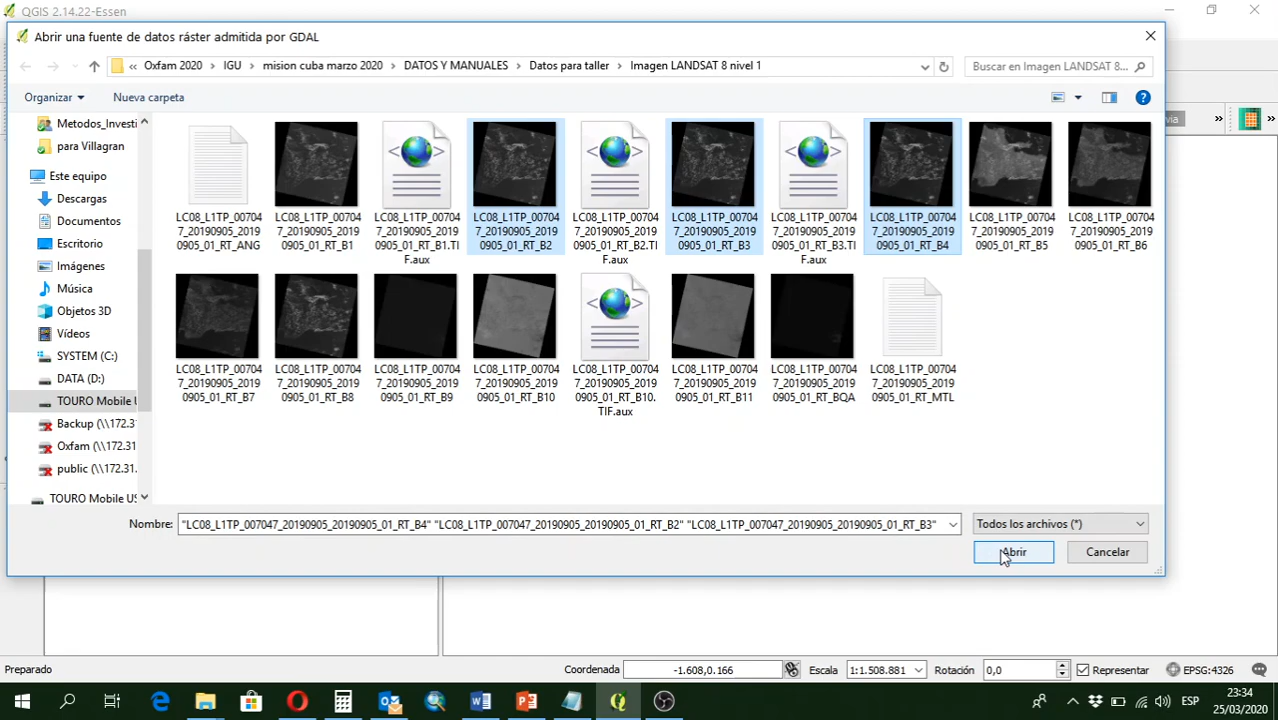 QGIS 2.14.22-Essen
Abrir una fuente de datos ráster admitida por GDAL
« Oxfam 2020 > IGU > mision cuba marzo 2020 > DATOS Y MANUALES > Datos para taller > Imagen LANDSAT 8 nivel 1
Buscar en Imagen LANDSAT 8...
Organizar
Nueva carpeta
Metodos_Investi
para Villagran
Este equipo
Descargas
Documentos
Escritorio
Imágenes
Música
Objetos 3D
Vídeos
SYSTEM (C:)
DATA (D:)
TOURO Mobile U
Backup (\\172.3
Oxfam (\\172.31
public (\\172.31.
TOURO Mobile US
LC08_L1TP_00704
7_20190905_2019
0905_01_RT_ANG
LC08_L1TP_00704
7_20190905_2019
0905_01_RT_B1
LC08_L1TP_00704
7_20190905_2019
0905_01_RT_B1.TI
F.aux
LC08_L1TP_00704
7_20190905_2019
0905_01_RT_B2
LC08_L1TP_00704
7_20190905_2019
0905_01_RT_B2.TI
F.aux
LC08_L1TP_00704
7_20190905_2019
0905_01_RT_B3
LC08_L1TP_00704
7_20190905_2019
0905_01_RT_B3.TI
F.aux
LC08_L1TP_00704
7_20190905_2019
0905_01_RT_B4
LC08_L1TP_00704
7_20190905_2019
0905_01_RT_B5
LC08_L1TP_00704
7_20190905_2019
0905_01_RT_B6
LC08_L1TP_00704
7_20190905_2019
0905_01_RT_B7
LC08_L1TP_00704
7_20190905_2019
0905_01_RT_B8
LC08_L1TP_00704
7_20190905_2019
0905_01_RT_B9
LC08_L1TP_00704
7_20190905_2019
0905_01_RT_B10
LC08_L1TP_00704
7_20190905_2019
0905_01_RT_B10.
TIF.aux
LC08_L1TP_00704
7_20190905_2019
0905_01_RT_B11
LC08_L1TP_00704
7_20190905_2019
0905_01_RT_BQA
LC08_L1TP_00704
7_20190905_2019
0905_01_RT_MTL
Nombre: "LC08_L1TP_007047_20190905_20190905_01_RT_B4" "LC08_L1TP_007047_20190905_20190905_01_RT_B2" "LC08_L1TP_007047_20190905_20190905_01_RT_B3"
Todos los archivos (*)
Abrir
Cancelar
via » »
Preparado
Coordenada -1.608,0.166
Escala 1:1.508.881
Rotación 0,0
Representar
EPSG:4326
ESP
23:34
25/03/2020